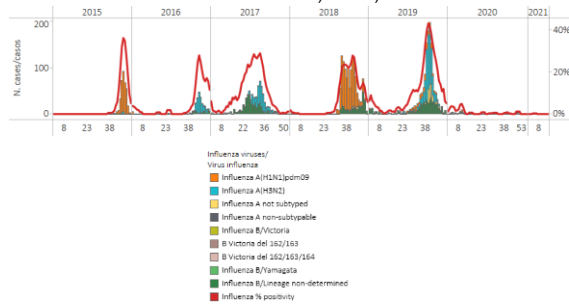 2015 2016 2017 2018 2019 2020 2021
200 40%
N. cases/casos
100 20%
0 0%
8 23 38 8 23 38 8 22 36 50 8 23 38 8 23 38 8 23 38 53 8
Influenza viruses/
Virus influenza
Influenza A(H1N1)pdm09
Influenza A(H3N2)
Influenza A not subtyped
Influenza A non-subtypable
Influenza B/Victoria
B Victoria del 162/163
B Victoria del 162/163/164
Influenza B/Yamagata
Influenza B/Lineage non-determined
Influenza % positivity